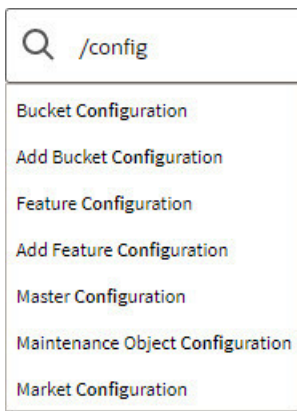 /config
Bucket Configuration
Add Bucket Configuration
Feature Configuration
Add Feature Configuration
Master Configuration
Maintenance Object Configuration
Market Configuration